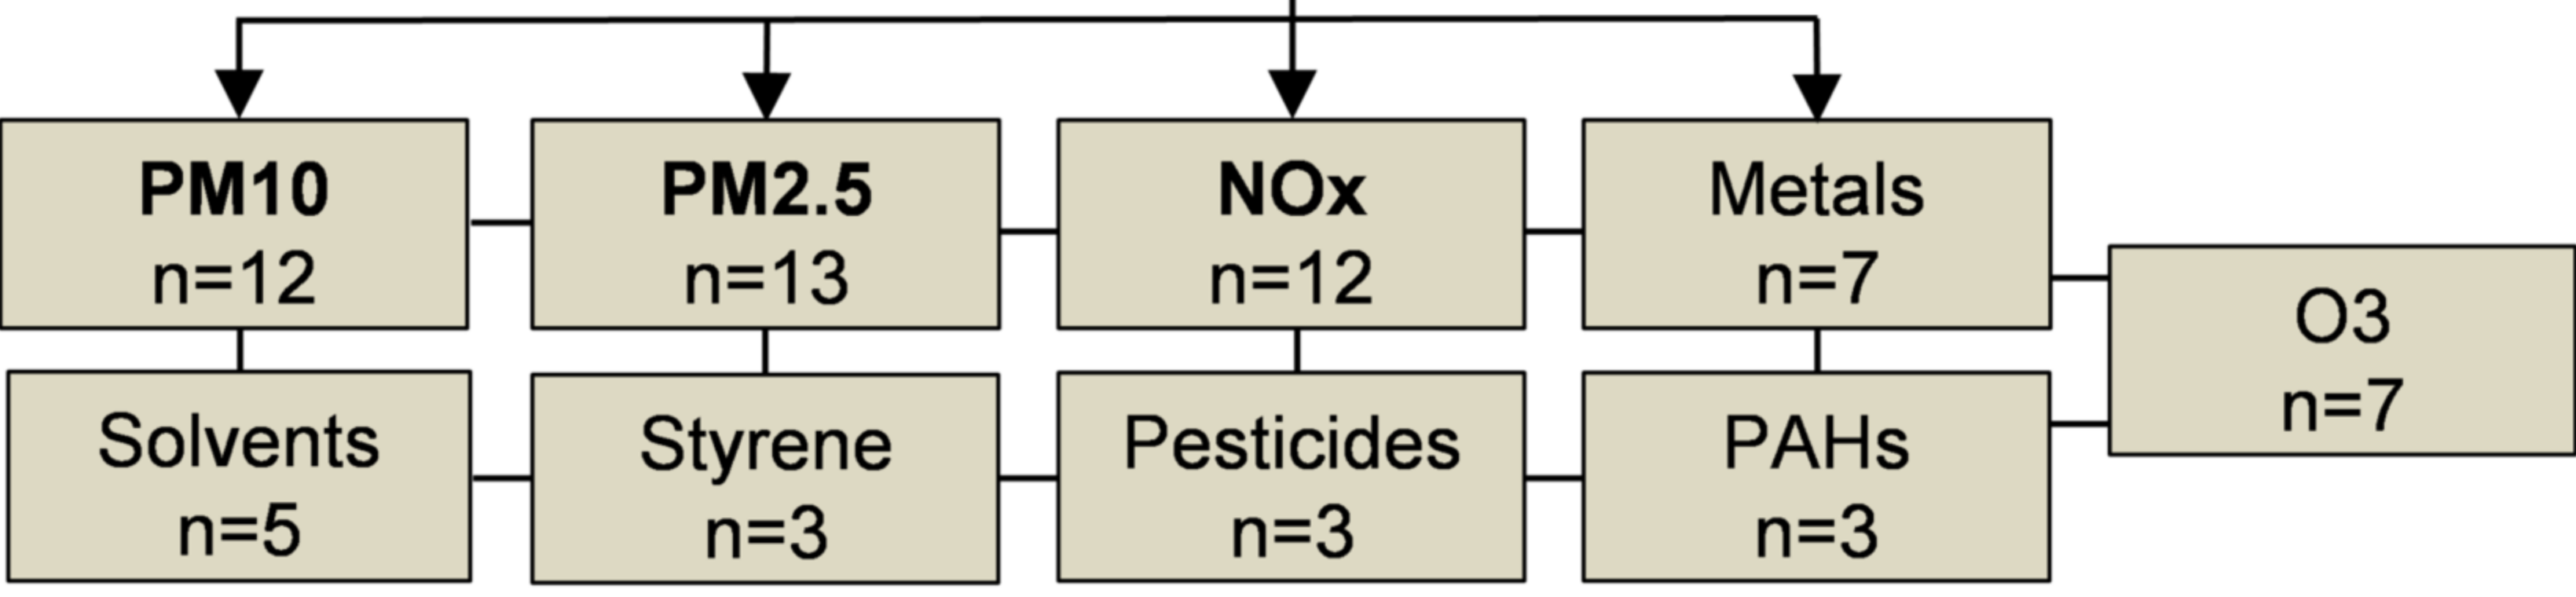 PM10
n=12
PM2.5
n=13
NOx
n=12
Metals
n=7
O3
n=7
Solvents
n=5
Styrene
n=3
Pesticides
n=3
PAHs
n=3